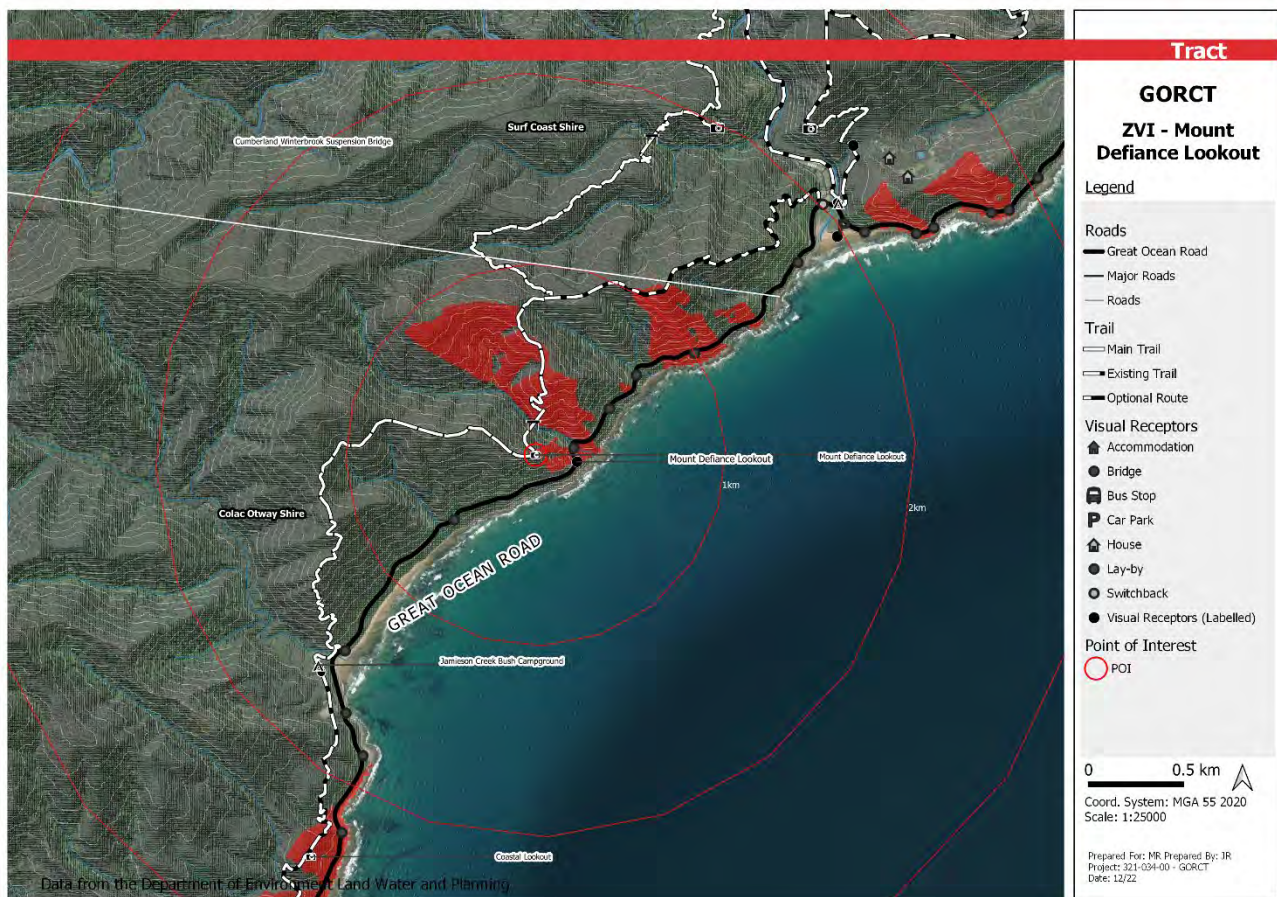 Tract
GORCT
ZVI - Mount
Defiance Lookout
Legend
Roads
Great Ocean Road
Major Roads
Roads
Trail
Main Trail
Existing Trail
Optional Route
Visual Receptors
Accommodation
Bridge
Bus Stop
Car Park
House
Lay-by
Switchback
Visual Receptors (Labelled)
Point of Interest
POI
0 0.5 km
Coord. System: MGA 55 2020
Scale: 1:25000
Prepared For: MR Prepared By: JR
Project: 321-034-00 - GORCT
Date: 12/22
Surf Coast Shire
Cumberland Winterbrook Suspension Bridge
Mount Defiance Lookout
Mount Defiance Lookout
1km
2km
Colac Otway Shire
GREAT OCEAN ROAD
Jamieson Creek Bush Campground
Coastal Lookout
Data from the Department of Environment Land Water and Planning